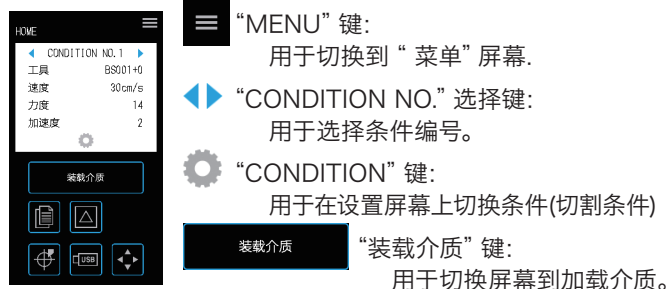 HOME
CONDITION NO.1
工具 BS001+0
速度 30cm/s
力度 14
加速度 2
装载介质
USB
“MENU” 键:
用于切换到 “ 菜单” 屏幕.
“CONDITION NO.” 选择键:
用于选择条件编号。
“CONDITION” 键:
用于在设置屏幕上切换条件(切割条件)
装载介质 “装载介质” 键:
用于切换屏幕到加载介质。